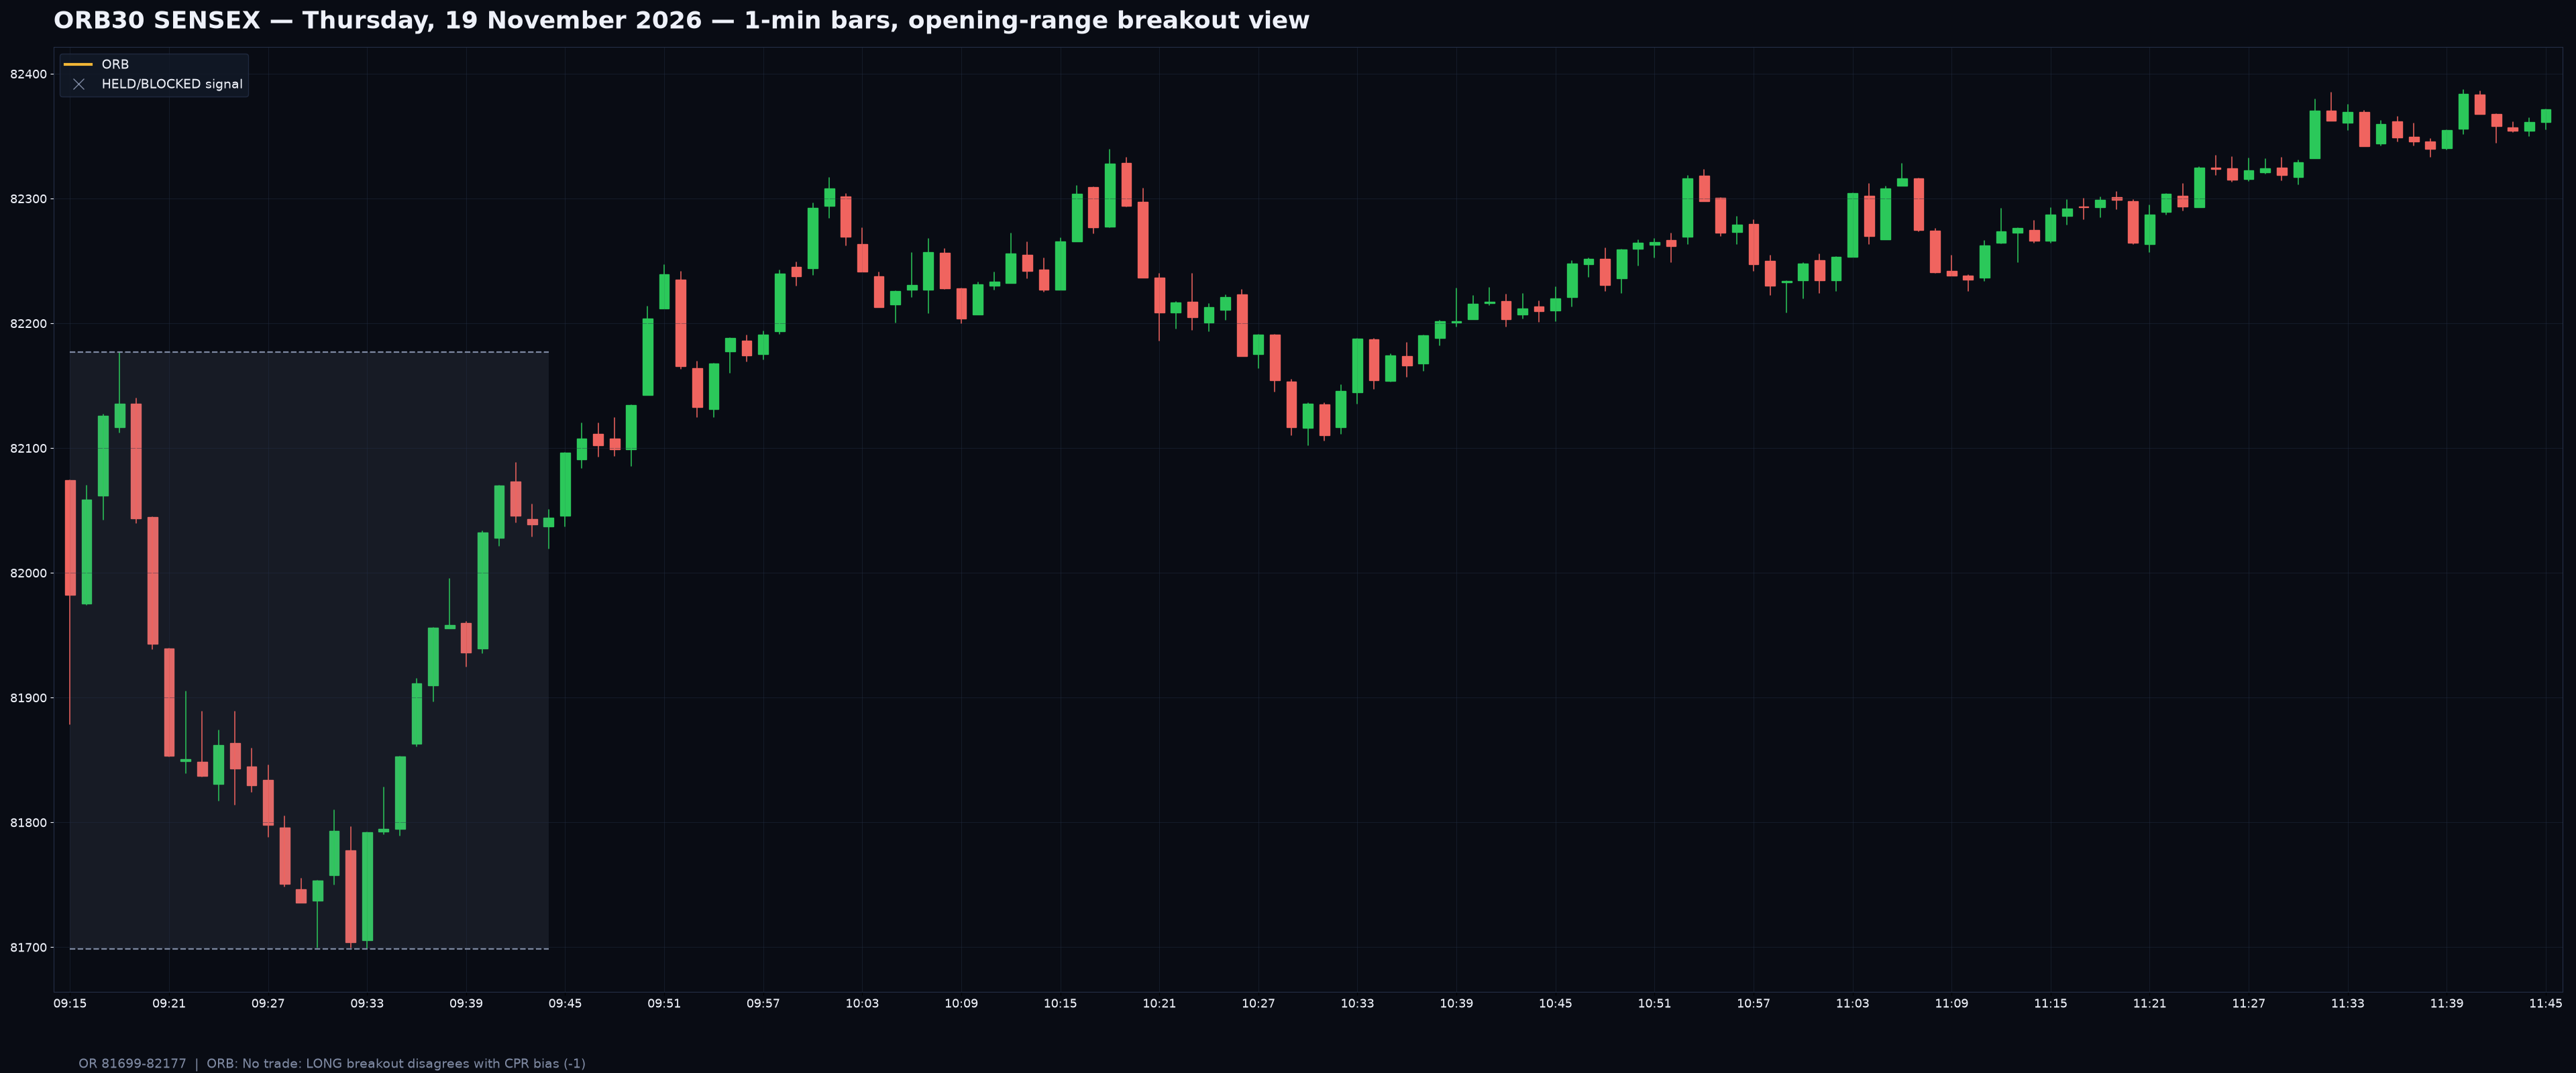 ORB30 SENSEX — Thursday, 19 November 2026 — 1-min bars, opening-range breakout view
ORB
HELD/BLOCKED signal
82400
82300
82200
82100
82000
81900
81800
81700
09:15 09:21 09:27 09:33 09:39 09:45 09:51 09:57 10:03 10:09 10:15 10:21 10:27 10:33 10:39 10:45 10:51 10:57 11:03 11:09 11:15 11:21 11:27 11:33 11:39 11:45
OR 81699-82177 | ORB: No trade: LONG breakout disagrees with CPR bias (-1)